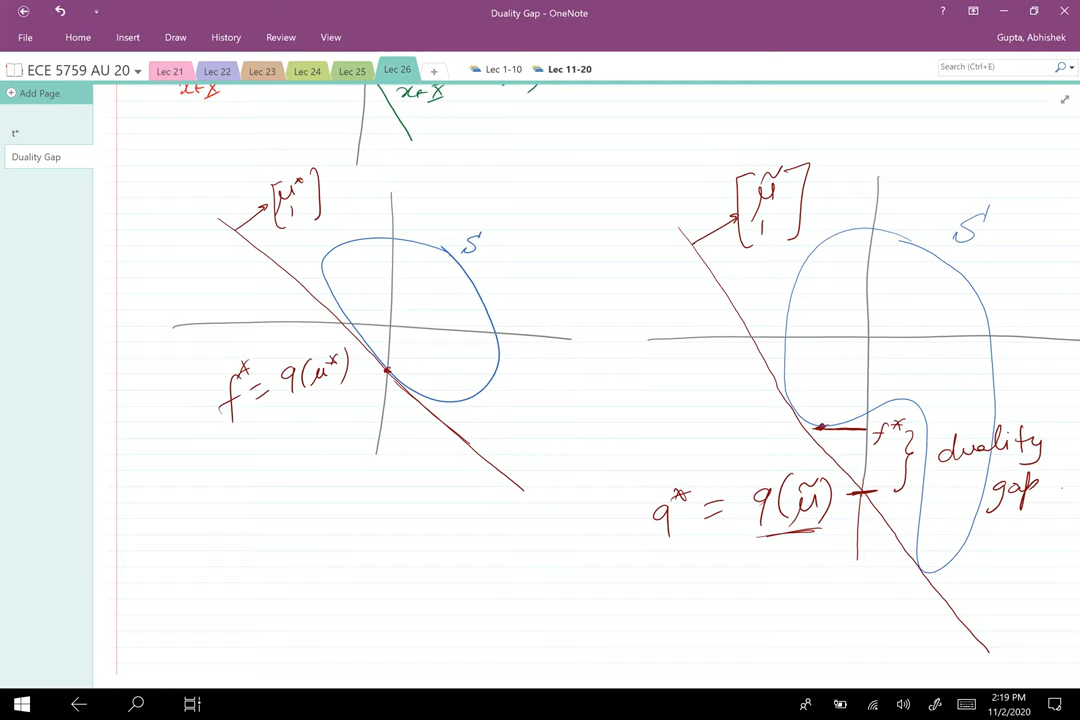 Duality Gap - OneNote
?
File Home Insert Draw History Review View
Gupta, Abhishek
ECE 5759 AU 20
Lec 21 Lec 22 Lec 23 Lec 24 Lec 25 Lec 26 + Lec 1-10 Lec 11-20
Search (Ctrl+E)
Add Page
t*
Duality Gap
x∈X
x∈X
[μ*
1]
S
f* = q(μ*)
[μ̃
1]
S
f*
duality
gap
q* = q(μ̃)
2:19 PM
11/2/2020